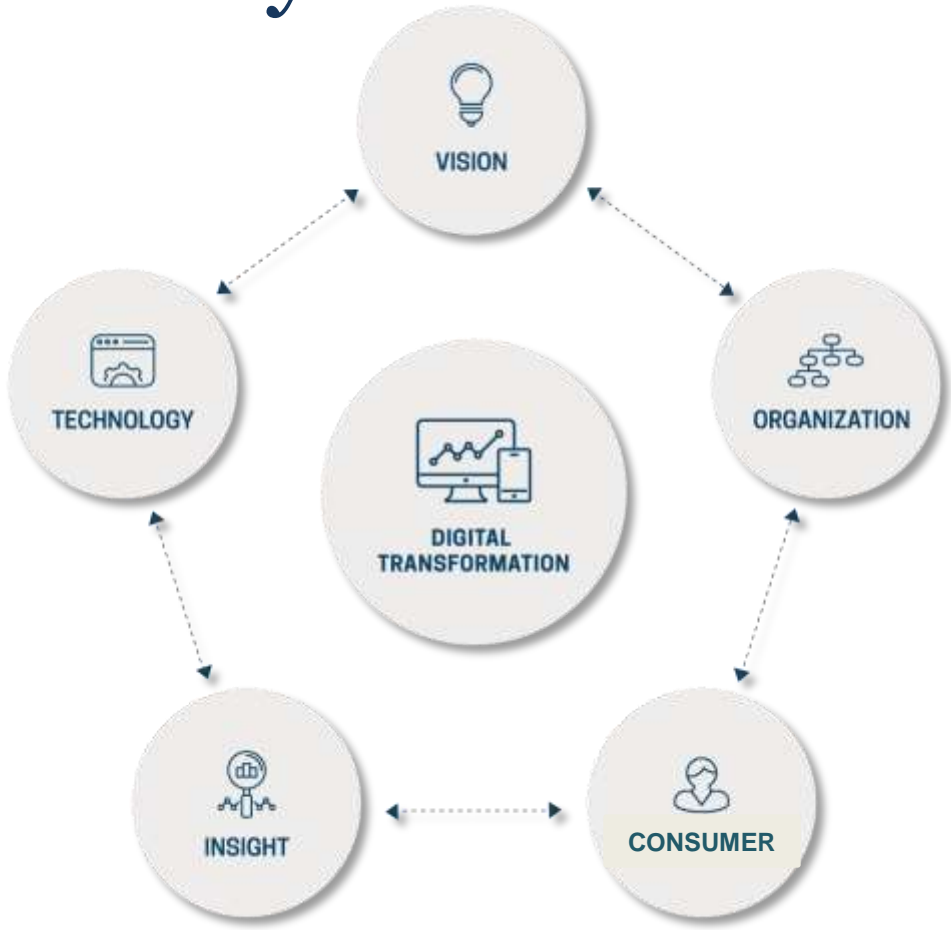 VISION
TECHNOLOGY
ORGANIZATION
DIGITAL
TRANSFORMATION
INSIGHT
CONSUMER